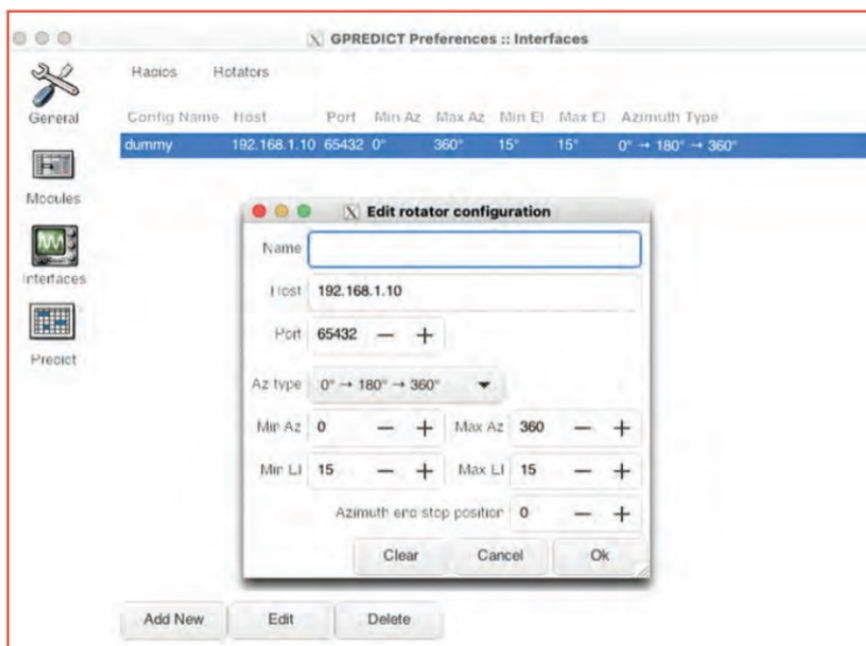 GPREDICT Preferences :: Interfaces
Radios Rotators
General
Config Name Host Port Min Az Max Az Min El Max El Azimuth Type
dummy 192.168.1.10 65432 0° 360° 15° 15° 0° → 180° → 360°
Modules
Edit rotator configuration
Name
Interfaces
Host 192.168.1.10
Port 65432 − +
Predict
Az type 0° → 180° → 360°
Min Az 0 − + Max Az 360 − +
Min El 15 − + Max El 15 − +
Azimuth end stop position 0 − +
Clear Cancel Ok
Add New Edit Delete